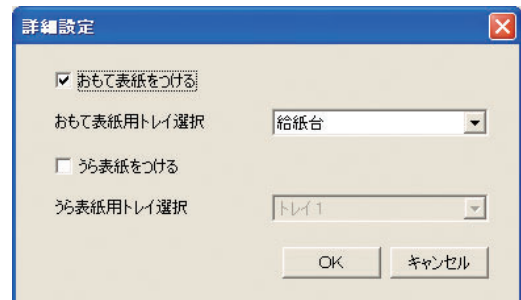 詳細設定
おもて表紙をつける
おもて表紙用トレイ選択 給紙台
うら表紙をつける
うら表紙用トレイ選択 トレイ1
OK キャンセル